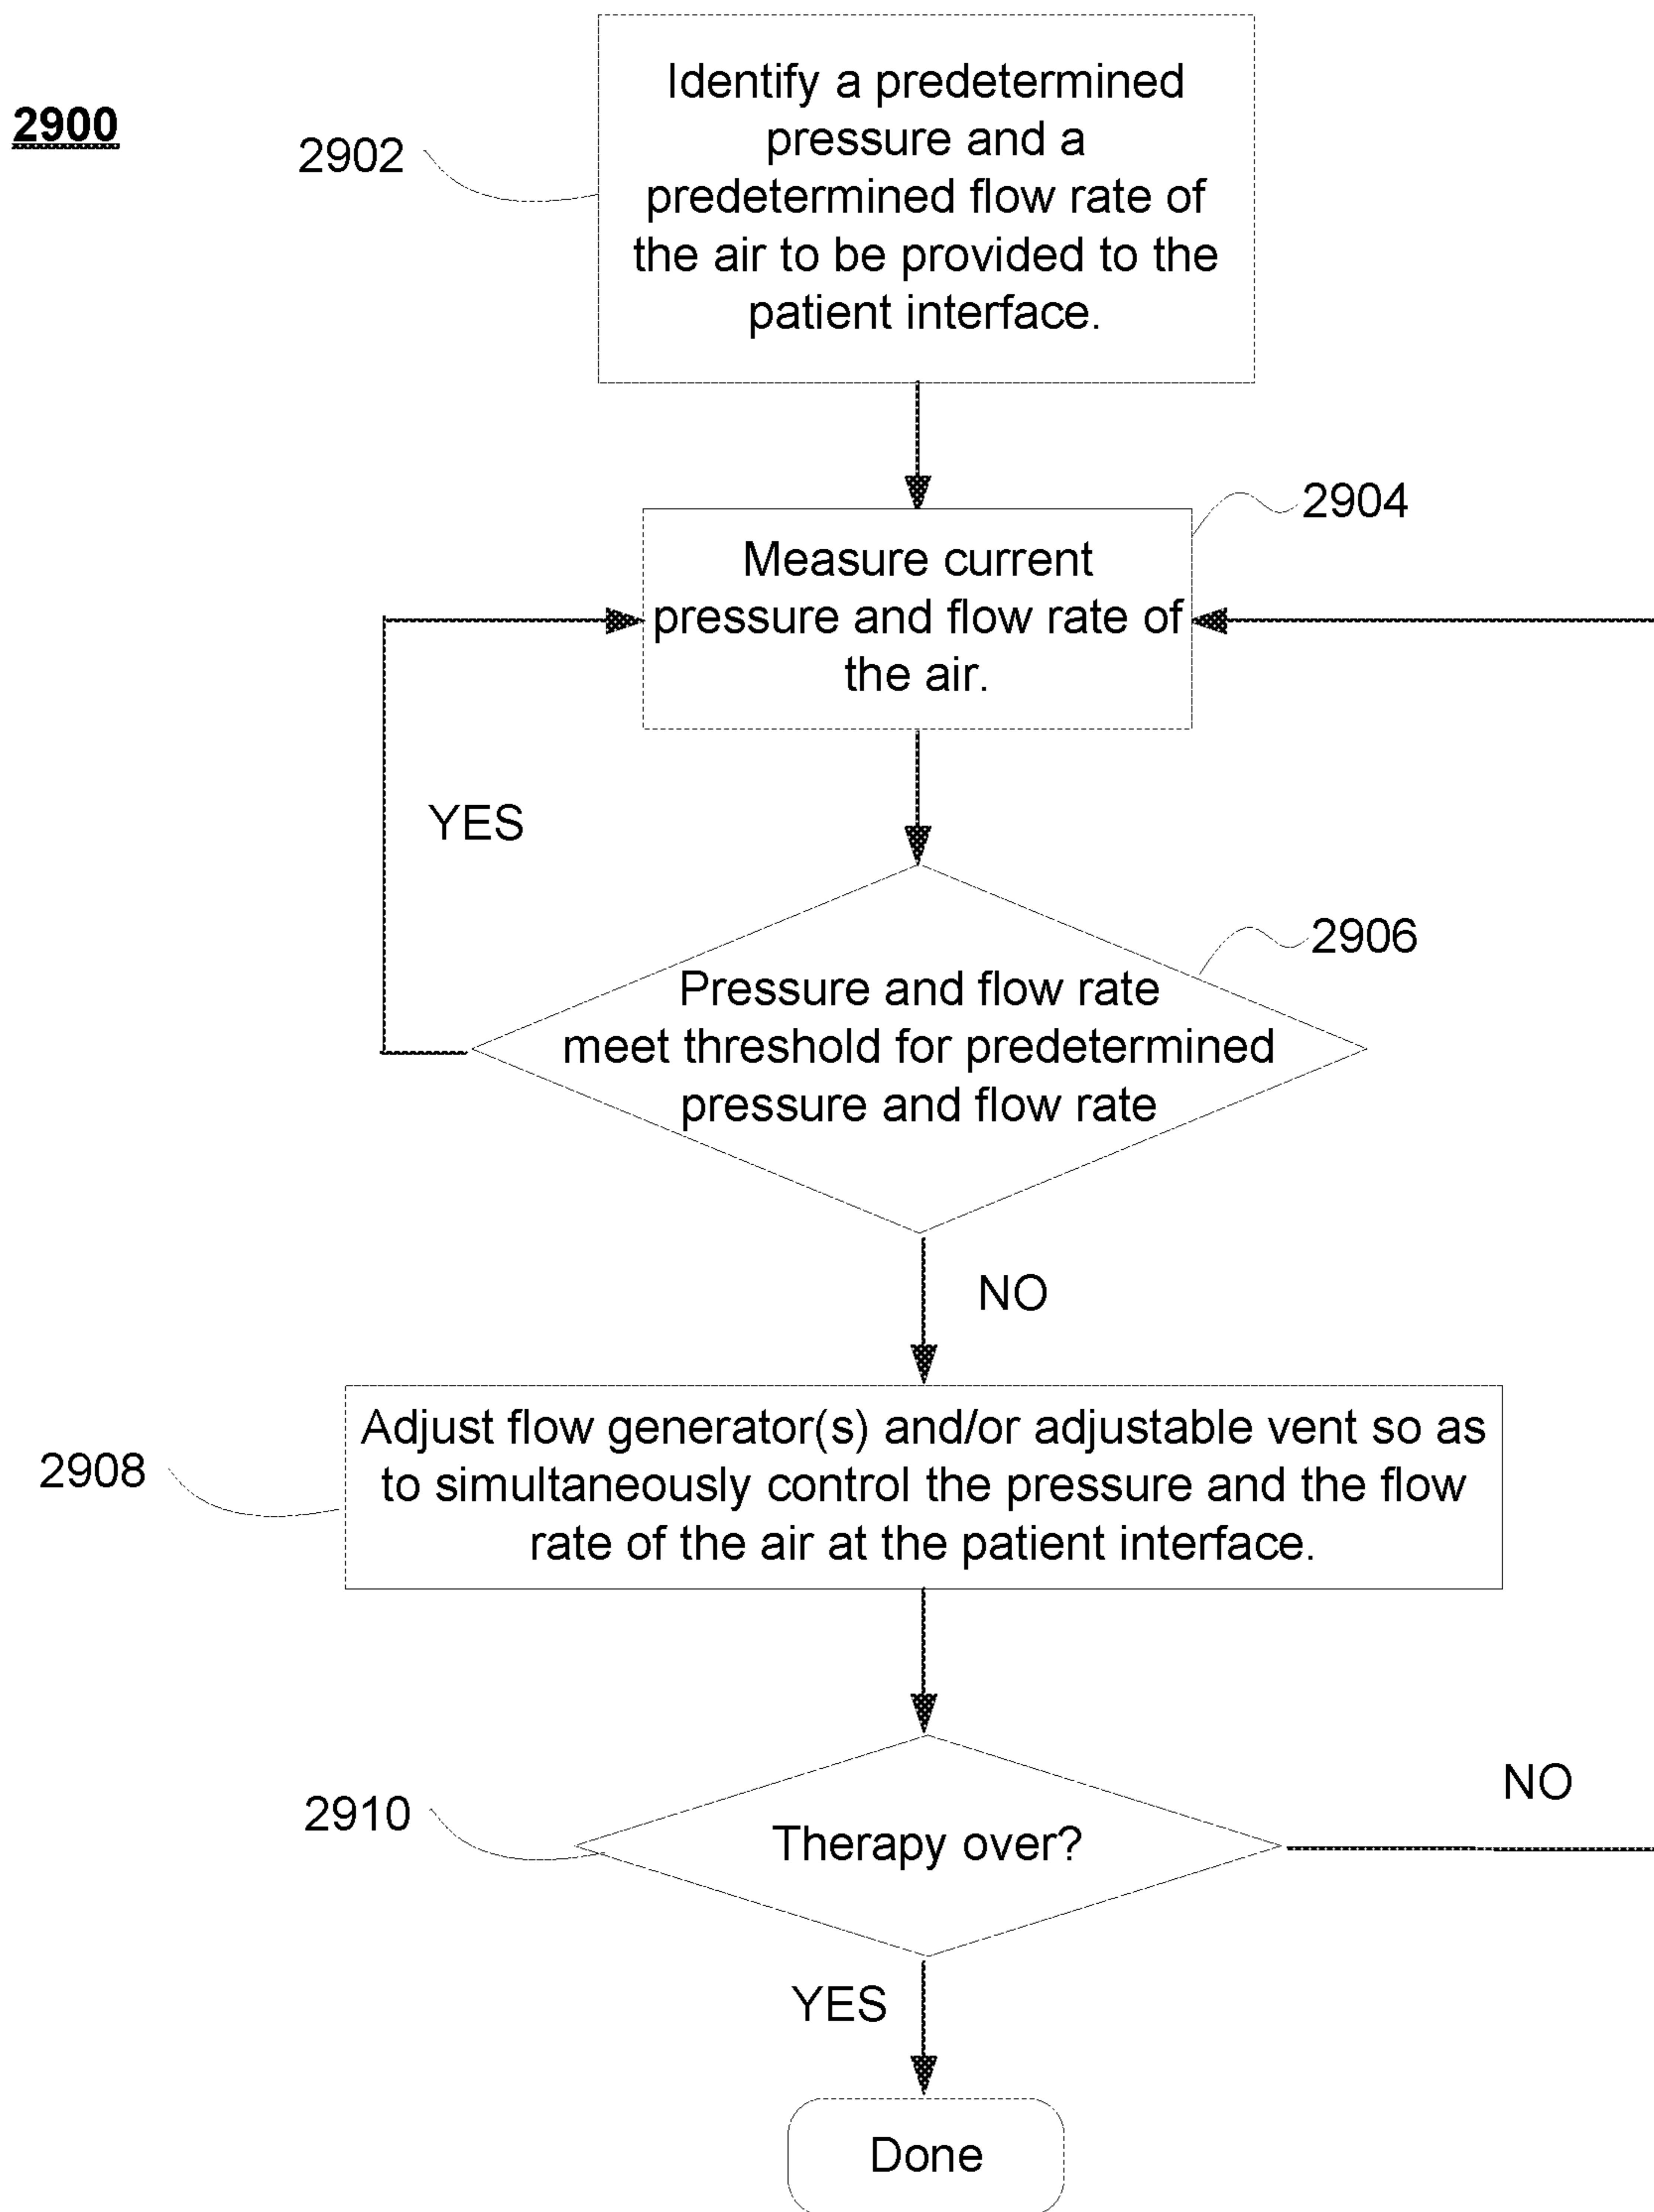 2900
2902
Identify a predetermined
pressure and a
predetermined flow rate of
the air to be provided to the
patient interface.
2904
Measure current
pressure and flow rate of
the air.
YES
2906
Pressure and flow rate
meet threshold for predetermined
pressure and flow rate
NO
2908
Adjust flow generator(s) and/or adjustable vent so as
to simultaneously control the pressure and the flow
rate of the air at the patient interface.
2910
Therapy over?
NO
YES
Done